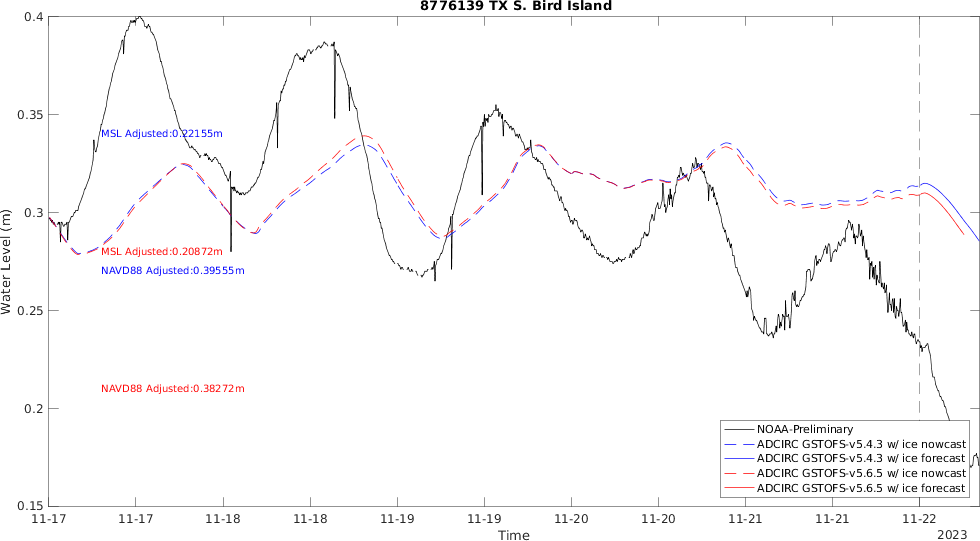 8776139 TX S. Bird Island
0.4
0.35
0.3
0.25
0.2
0.15
Water Level (m)
MSL Adjusted:0.22155m
MSL Adjusted:0.20872m
NAVD88 Adjusted:0.39555m
NAVD88 Adjusted:0.38272m
NOAA-Preliminary
ADCIRC GSTOFS-v5.4.3 w/ ice nowcast
ADCIRC GSTOFS-v5.4.3 w/ ice forecast
ADCIRC GSTOFS-v5.6.5 w/ ice nowcast
ADCIRC GSTOFS-v5.6.5 w/ ice forecast
11-17 11-17 11-18 11-18 11-19 11-19 11-20 11-20 11-21 11-21 11-22
Time
2023